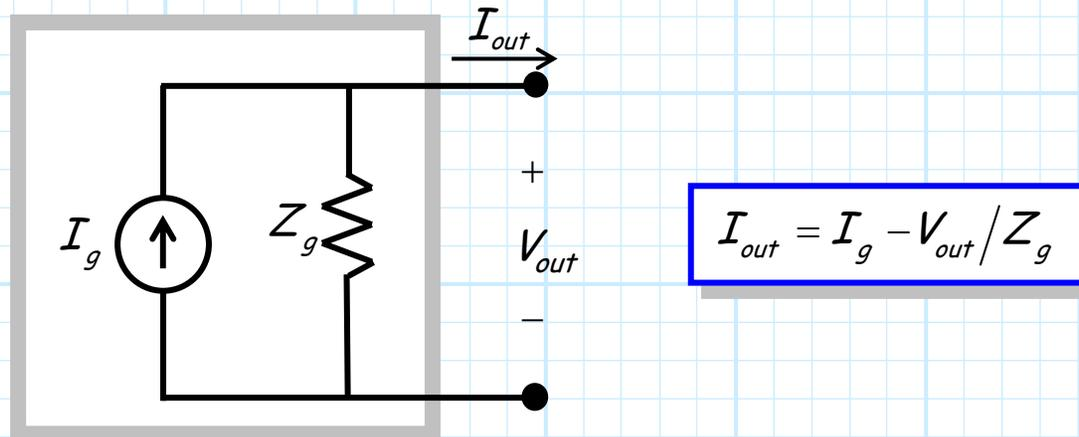 I_out
+
I_g
Z_g
V_out
−
I_out = I_g − V_out / Z_g